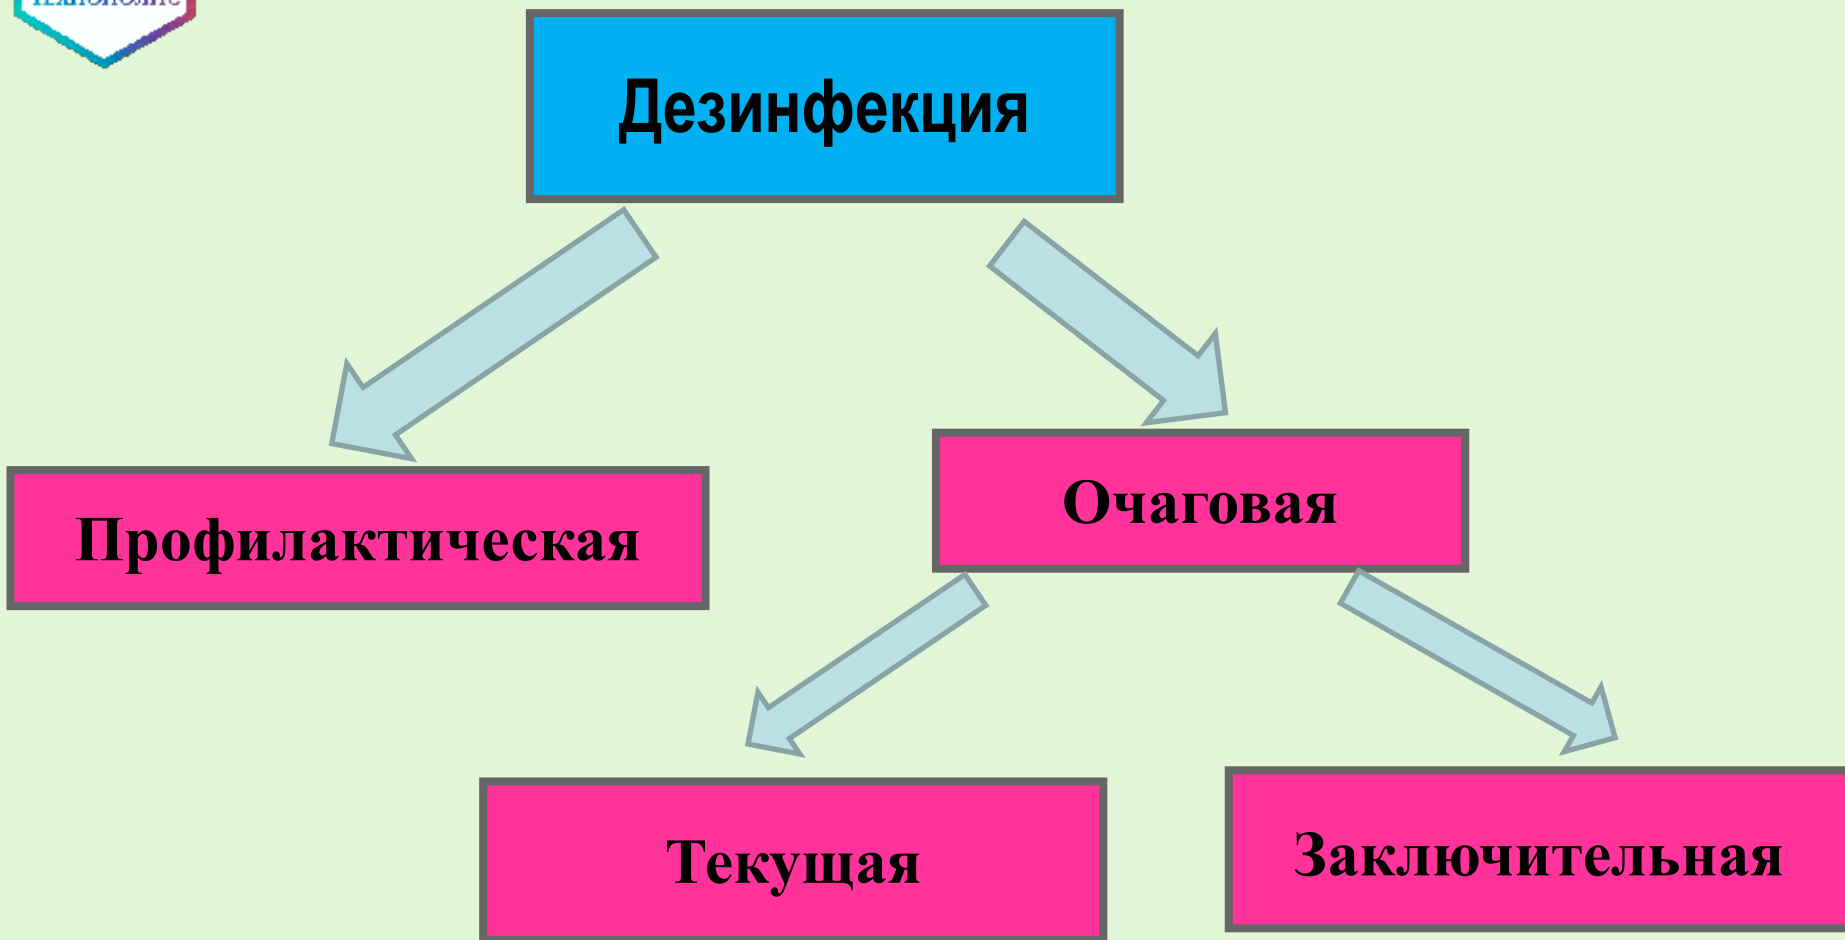 Дезинфекция
Профилактическая
Очаговая
Текущая
Заключительная